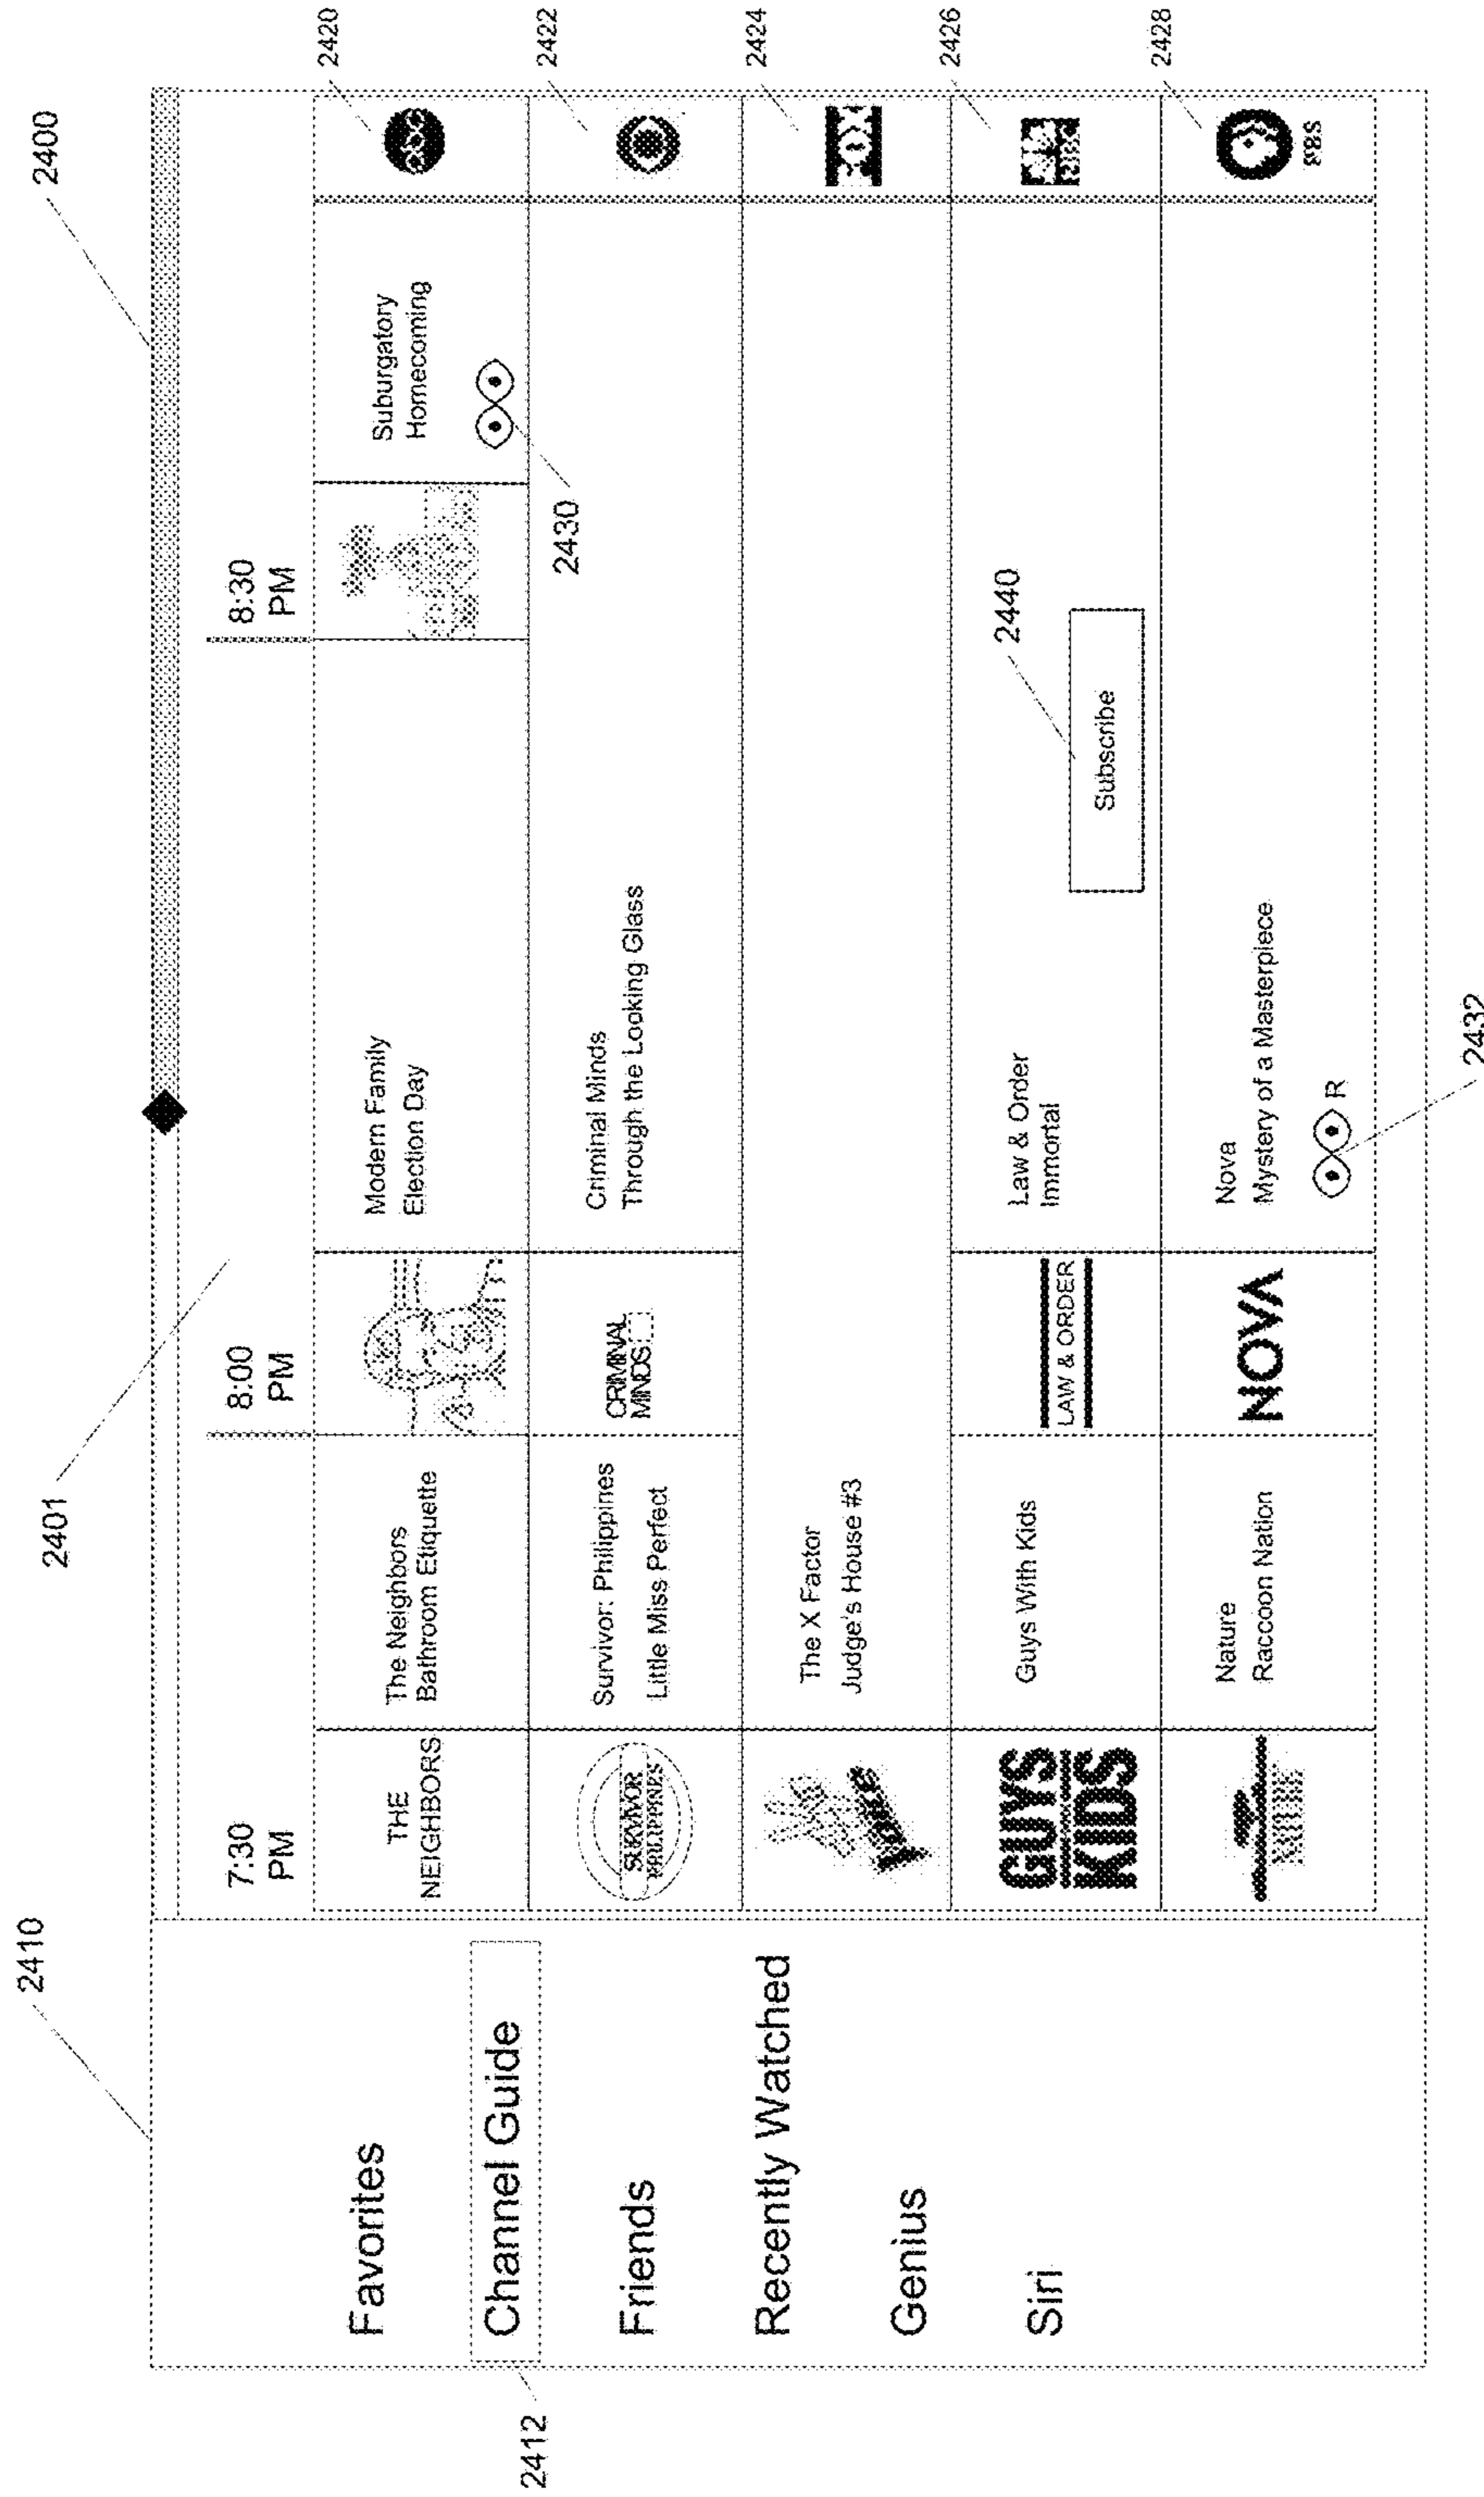 2400
2401
2410
2412
Favorites
Channel Guide
Friends
Recently Watched
Genius
Siri
7:30
PM
8:00
PM
8:30
PM
THE
NEIGHBORS
The Neighbors
Bathroom Etiquette
Modern Family
Election Day
Suburgatory
Homecoming
2420
2430
SURVIVOR
PHILIPPINES
Survivor: Philippines
Little Miss Perfect
CRIMINAL
MINDS
Criminal Minds
Through the Looking Glass
2422
The X Factor
Judge's House #3
2424
GUYS
KIDS
Guys With Kids
LAW & ORDER
Law & Order
Immortal
Subscribe
2440
2426
Nature
Raccoon Nation
NOVA
Nova
Mystery of a Masterpiece
R
2432
PBS
2428